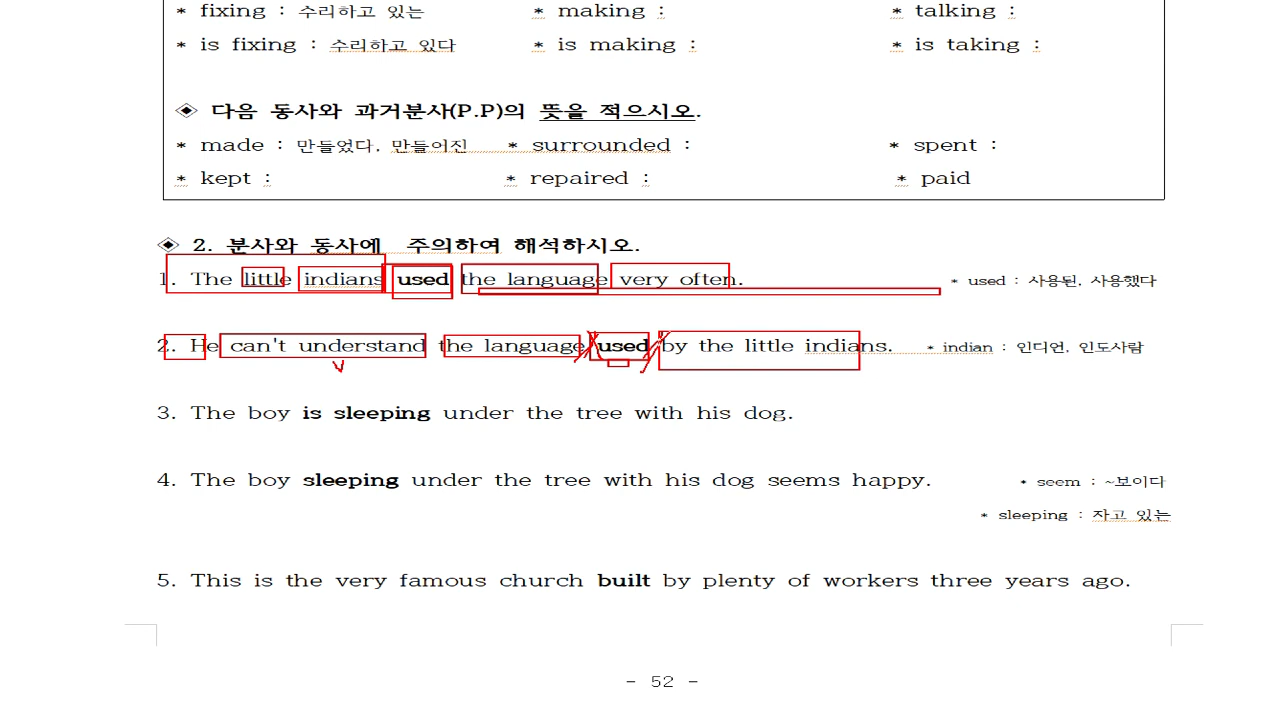 * fixing : 수리하고 있는 * making : * talking :
* is fixing : 수리하고 있다 * is making : * is taking :
◈ 다음 동사와 과거분사(P.P)의 뜻을 적으시오.
* made : 만들었다, 만들어진 * surrounded : * spent :
* kept : * repaired : * paid
◈ 2. 분사와 동사에 주의하여 해석하시오.
1. The little indians used the language very often. * used : 사용된, 사용했다
2. He can't understand the language used by the little indians. * indian : 인디언, 인도사람
3. The boy is sleeping under the tree with his dog.
4. The boy sleeping under the tree with his dog seems happy. * seem : ~보이다
* sleeping : 자고 있는
5. This is the very famous church built by plenty of workers three years ago.
- 52 -